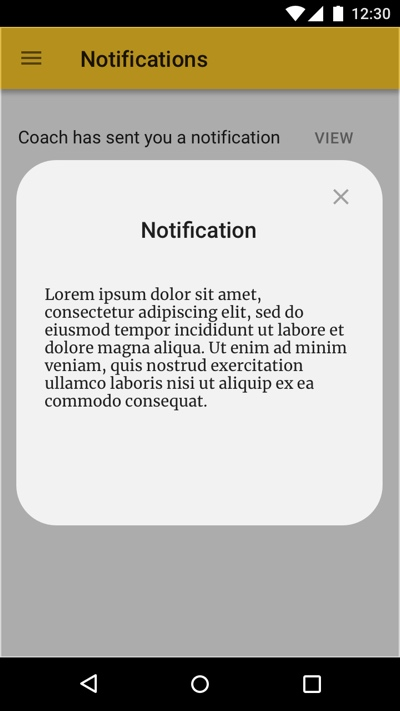 12:30
Notifications
Coach has sent you a notification VIEW
Notification
Lorem ipsum dolor sit amet,
consectetur adipiscing elit, sed do
eiusmod tempor incididunt ut labore et
dolore magna aliqua. Ut enim ad minim
veniam, quis nostrud exercitation
ullamco laboris nisi ut aliquip ex ea
commodo consequat.